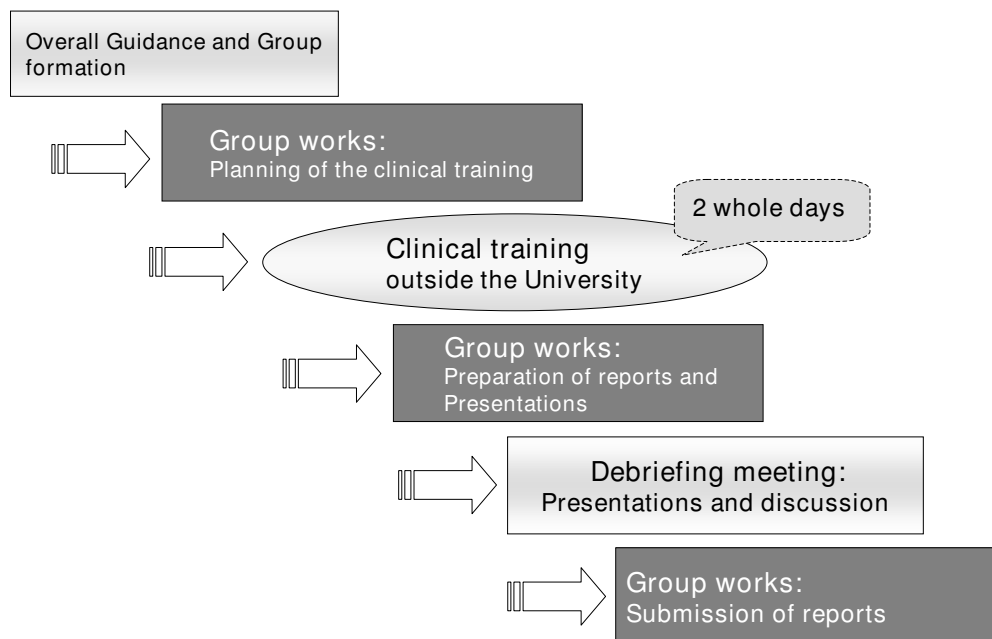 Overall Guidance and Group
formation
Group works:
Planning of the clinical training
2 whole days
Clinical training
outside the University
Group works:
Preparation of reports and
Presentations
Debriefing meeting:
Presentations and discussion
Group works:
Submission of reports